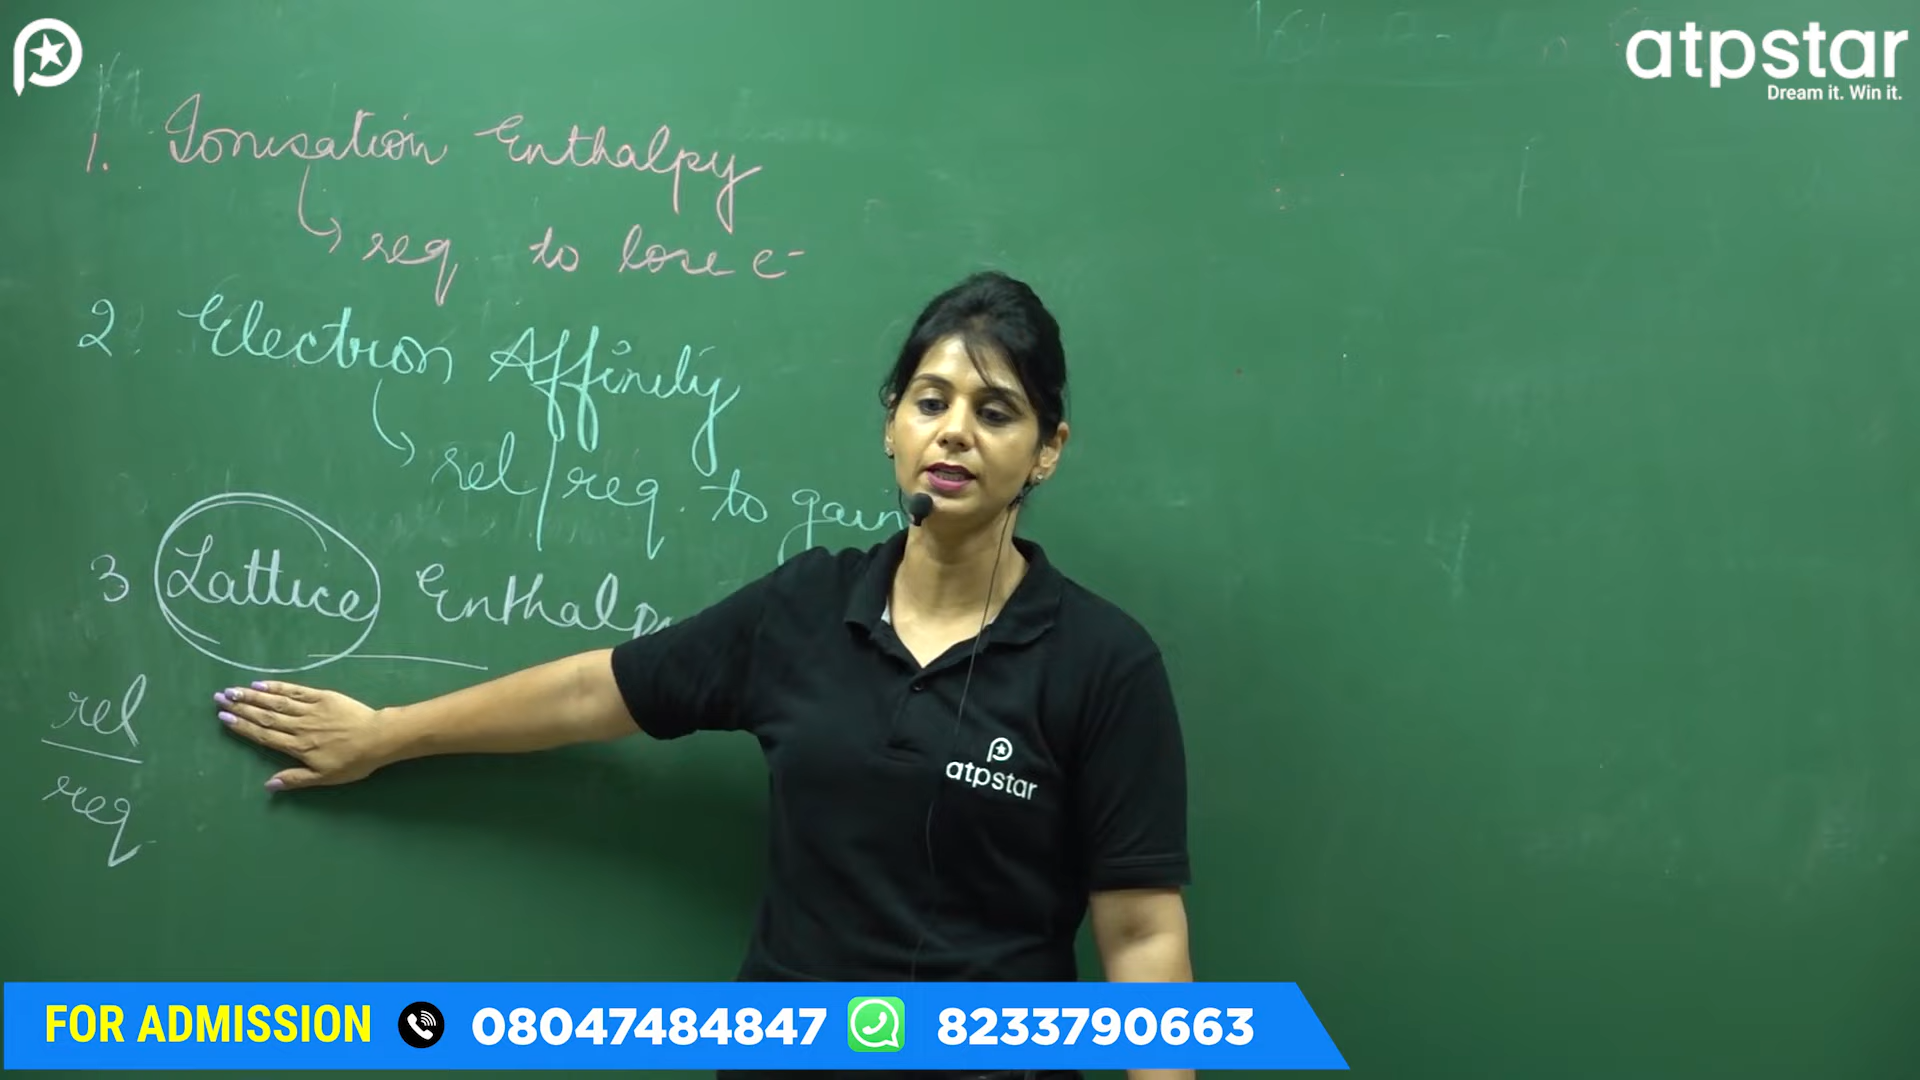 atpstar
Dream it. Win it.
1. Ionisation Enthalpy
req. to lose e-
2. Electron Affinity
rel/req. to gain
3 Lattice Enthalpy
rel
req.
atpstar
FOR ADMISSION 08047484847 8233790663